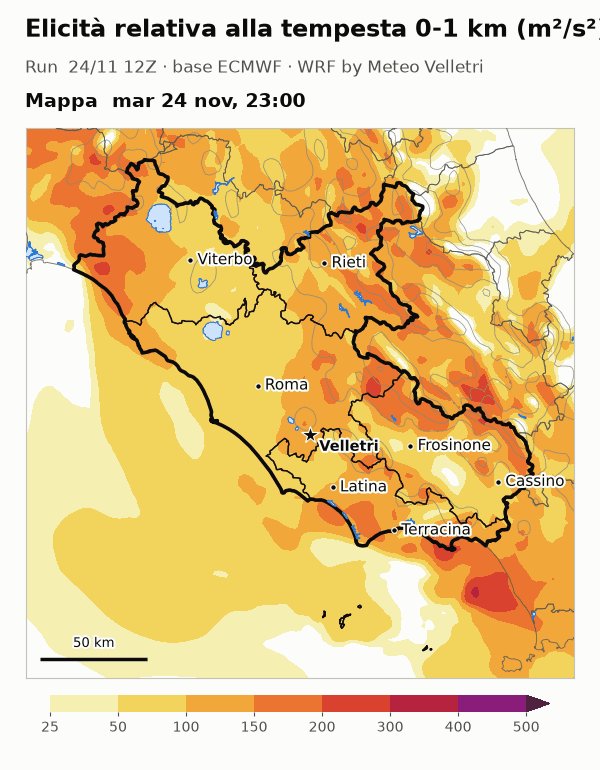 Elicità relativa alla tempesta 0-1 km (m²/s²)
Run 24/11 12Z · base ECMWF · WRF by Meteo Velletri
Mappa mar 24 nov, 23:00
Viterbo
Rieti
Roma
Velletri
Frosinone
Cassino
Latina
Terracina
50 km
25 50 100 150 200 300 400 500